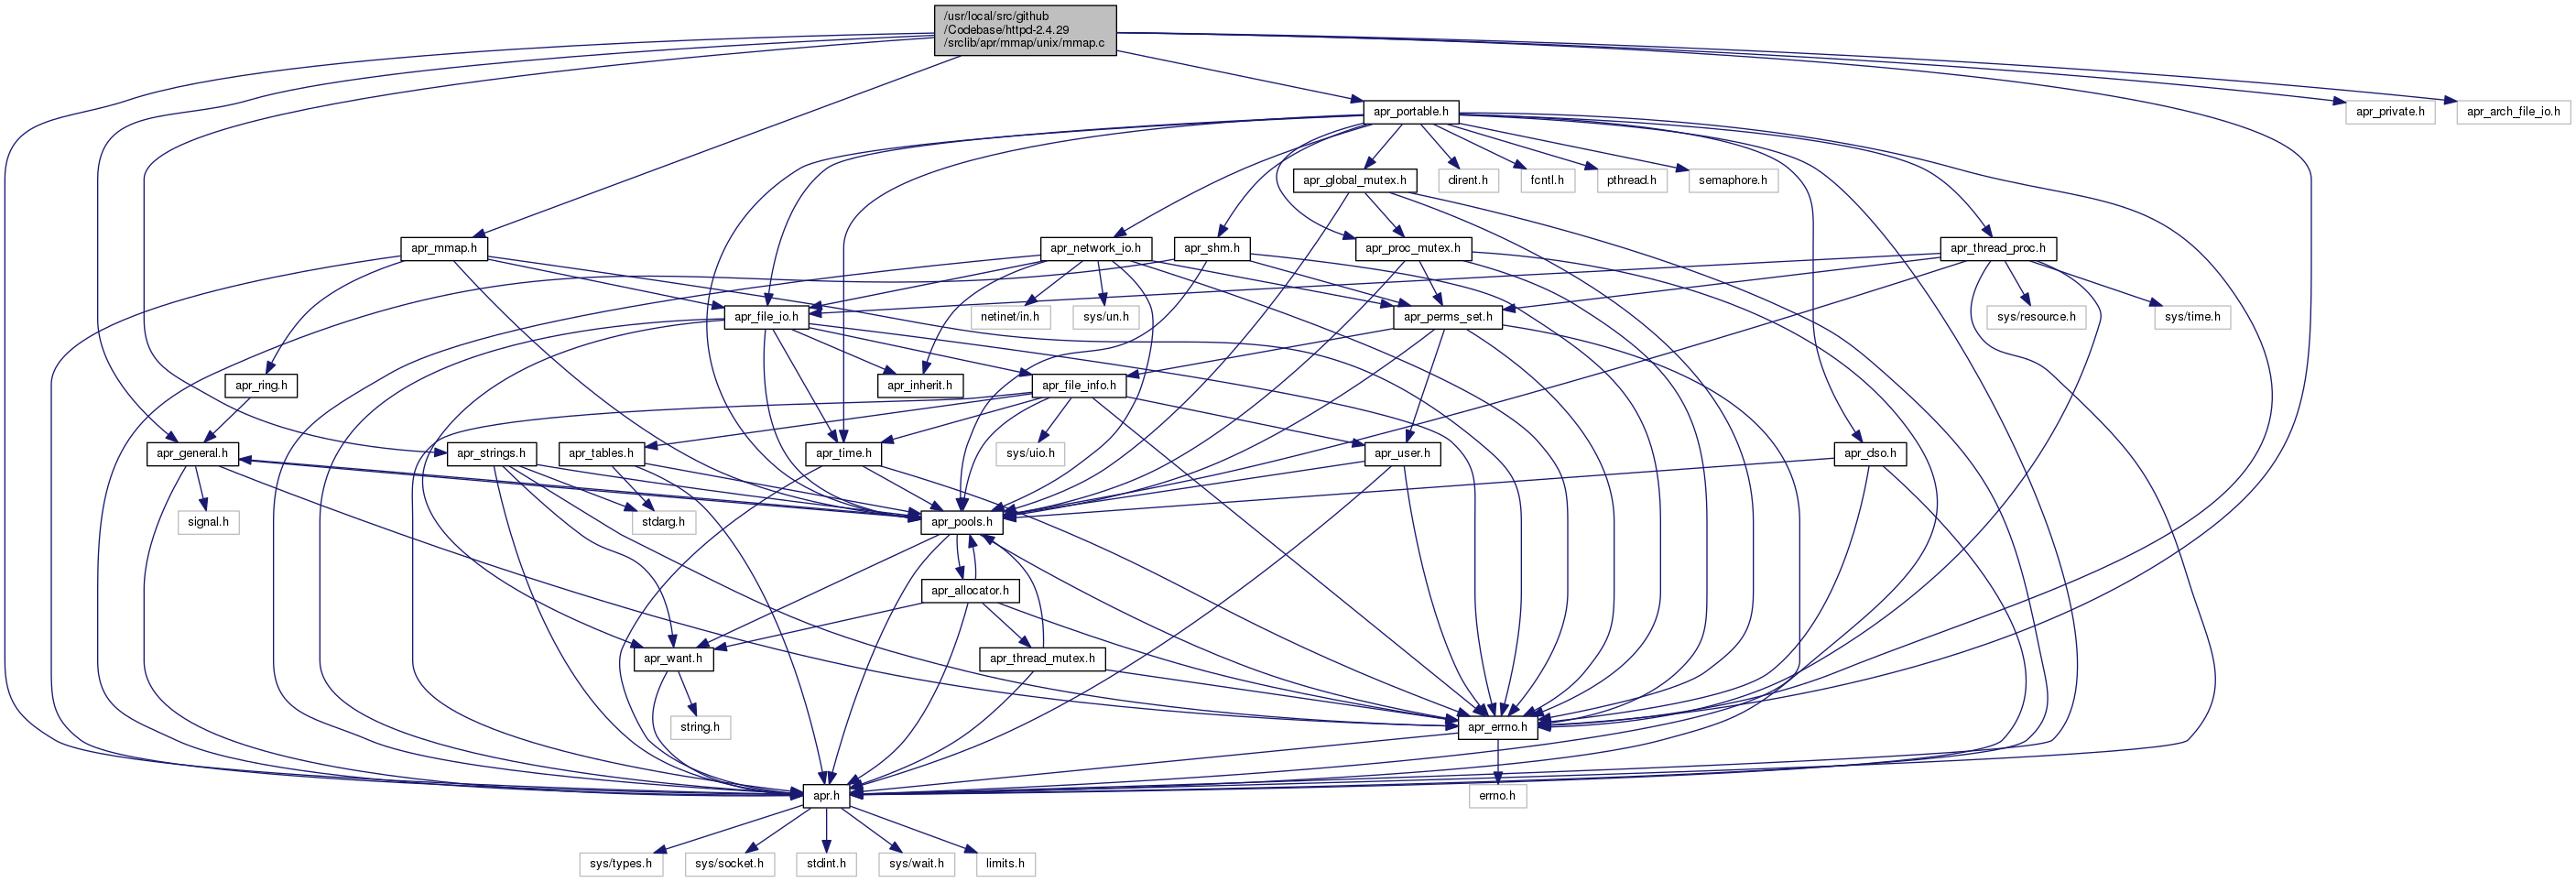 /usr/local/src/github
/Codebase/httpd-2.4.29
/srclib/apr/mmap/unix/mmap.c
apr_portable.h
apr_private.h
apr_arch_file_io.h
apr_global_mutex.h
dirent.h
fcntl.h
pthread.h
semaphore.h
apr_mmap.h
apr_network_io.h
apr_shm.h
apr_proc_mutex.h
apr_thread_proc.h
apr_file_io.h
netinet/in.h
sys/un.h
apr_perms_set.h
sys/resource.h
sys/time.h
apr_ring.h
apr_inherit.h
apr_file_info.h
apr_general.h
apr_strings.h
apr_tables.h
apr_time.h
sys/uio.h
apr_user.h
apr_dso.h
signal.h
stdarg.h
apr_pools.h
apr_allocator.h
apr_want.h
apr_thread_mutex.h
string.h
apr_errno.h
apr.h
errno.h
sys/types.h
sys/socket.h
stdint.h
sys/wait.h
limits.h